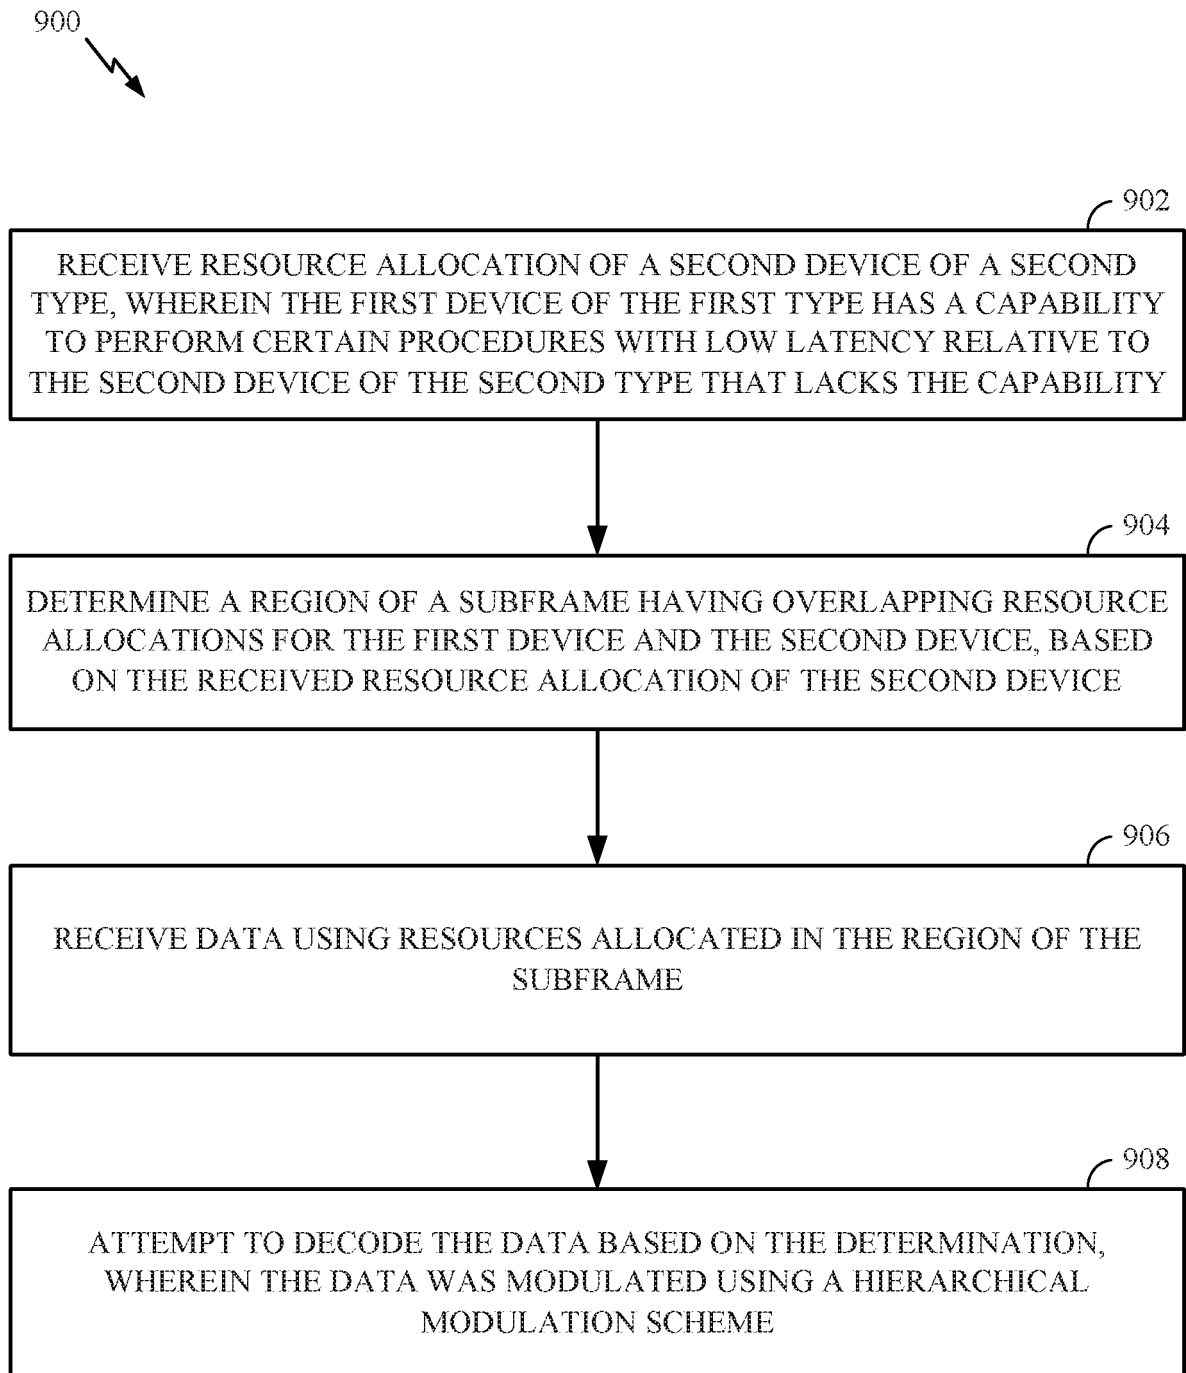 900
902
RECEIVE RESOURCE ALLOCATION OF A SECOND DEVICE OF A SECOND
TYPE, WHEREIN THE FIRST DEVICE OF THE FIRST TYPE HAS A CAPABILITY
TO PERFORM CERTAIN PROCEDURES WITH LOW LATENCY RELATIVE TO
THE SECOND DEVICE OF THE SECOND TYPE THAT LACKS THE CAPABILITY
904
DETERMINE A REGION OF A SUBFRAME HAVING OVERLAPPING RESOURCE
ALLOCATIONS FOR THE FIRST DEVICE AND THE SECOND DEVICE, BASED
ON THE RECEIVED RESOURCE ALLOCATION OF THE SECOND DEVICE
906
RECEIVE DATA USING RESOURCES ALLOCATED IN THE REGION OF THE
SUBFRAME
908
ATTEMPT TO DECODE THE DATA BASED ON THE DETERMINATION,
WHEREIN THE DATA WAS MODULATED USING A HIERARCHICAL
MODULATION SCHEME